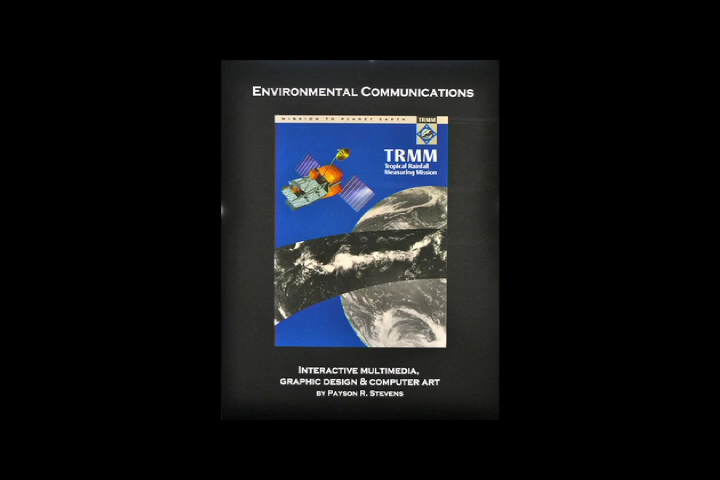 ENVIRONMENTAL COMMUNICATIONS
MISSION TO PLANET EARTH
TRMM
TRMM
Tropical Rainfall
Measuring Mission
INTERACTIVE MULTIMEDIA,
GRAPHIC DESIGN & COMPUTER ART
BY PAYSON R. STEVENS